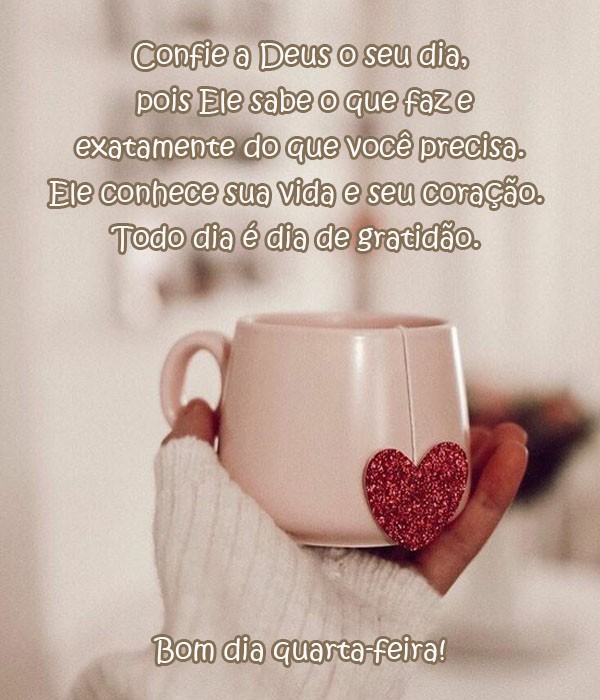 Confie a Deus o seu dia,
pois Ele sabe o que faz e
exatamente do que você precisa.
Ele conhece sua vida e seu coração.
Todo dia é dia de gratidão.
Bom dia quarta-feira!